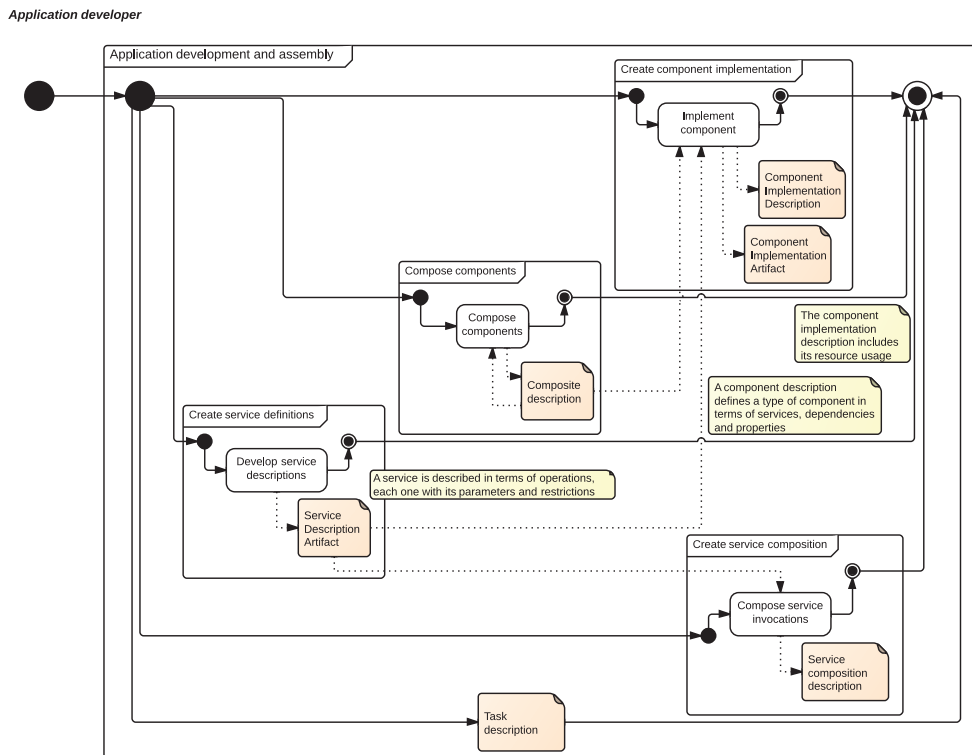 Application developer
Application development and assembly
Create component implementation
Implement
component
Component
Implementation
Description
Component
Implementation
Artifact
Compose components
Compose
components
Composite
description
The component
implementation
description includes
its resource usage
A component description
defines a type of component in
terms of services, dependencies
and properties
Create service definitions
Develop service
descriptions
A service is described in terms of operations,
each one with its parameters and restrictions
Service
Description
Artifact
Create service composition
Compose service
invocations
Service
composition
description
Task
description